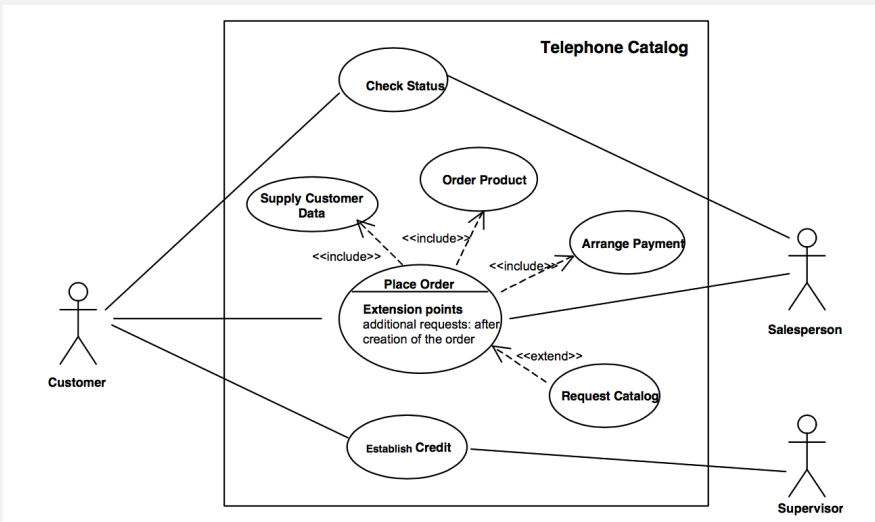 Telephone Catalog
Check Status
Order Product
Supply Customer
Data
<<include>>
<<include>>
<<include>>
Arrange Payment
Place Order
Extension points
additional requests: after
creation of the order
<<extend>>
Request Catalog
Establish Credit
Customer
Salesperson
Supervisor